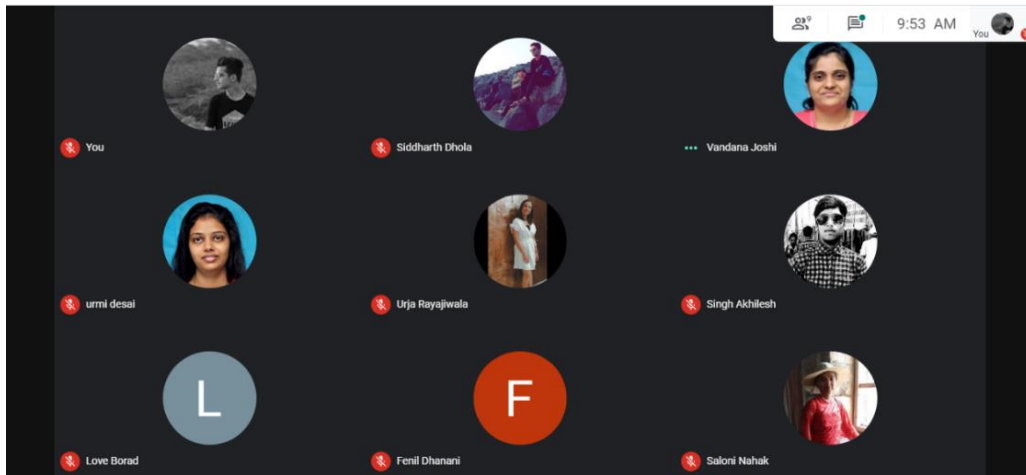 9
9:53 AM
You
You
Siddharth Dhola
Vandana Joshi
urmi desai
Urja Rayajiwala
Singh Akhilesh
L
F
Love Borad
Fenil Dhanani
Saloni Nahak